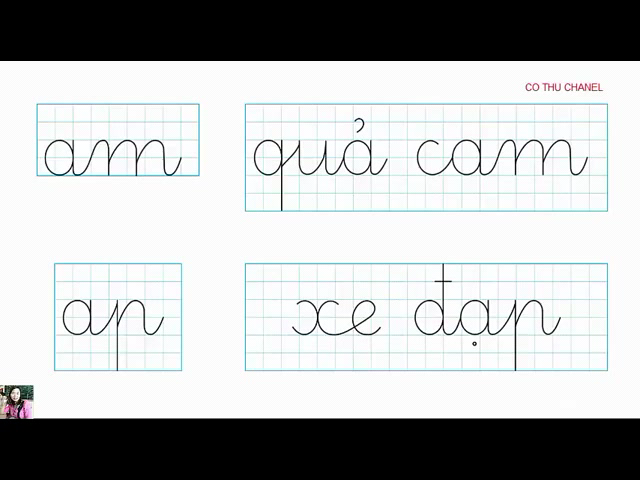 CO THU CHANEL
am
quả cam
ap
xe đạp